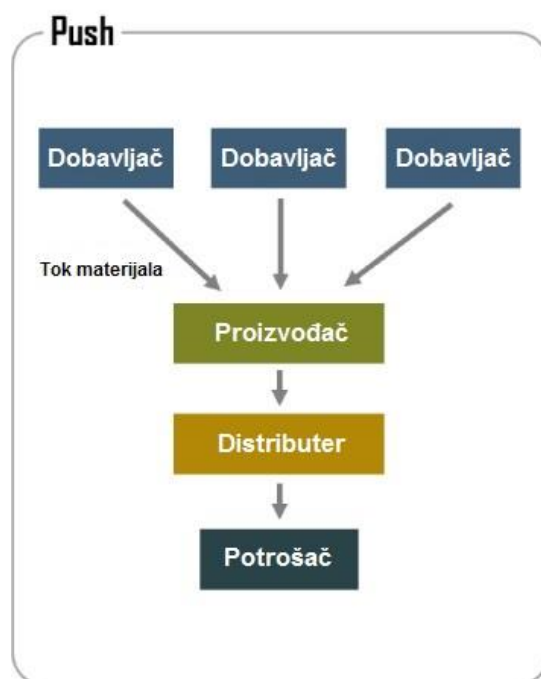 Push
Dobavljač Dobavljač Dobavljač
Tok materijala
Proizvođač
Distributer
Potrošač